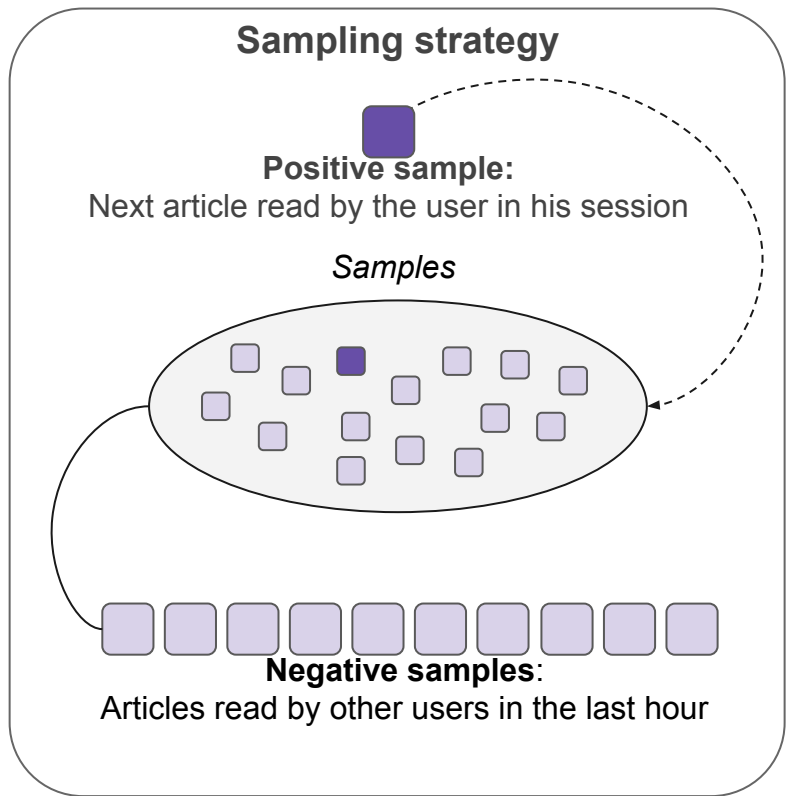 Sampling strategy
Positive sample:
Next article read by the user in his session
Samples
Negative samples:
Articles read by other users in the last hour